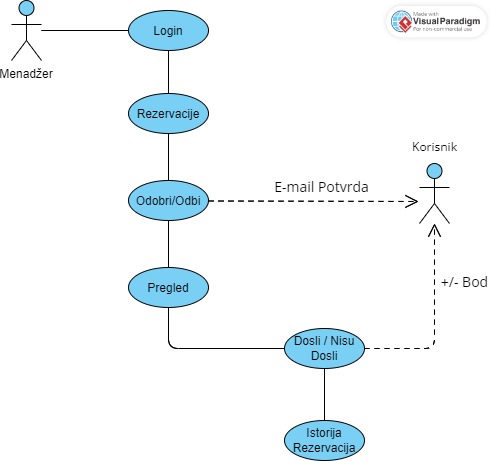 Made with
Visual Paradigm
For non-commercial use
Login
Menadžer
Rezervacije
Korisnik
E-mail Potvrda
Odobri/Odbi
+/- Bod
Pregled
Dosli / Nisu
Dosli
Istorija
Rezervacija